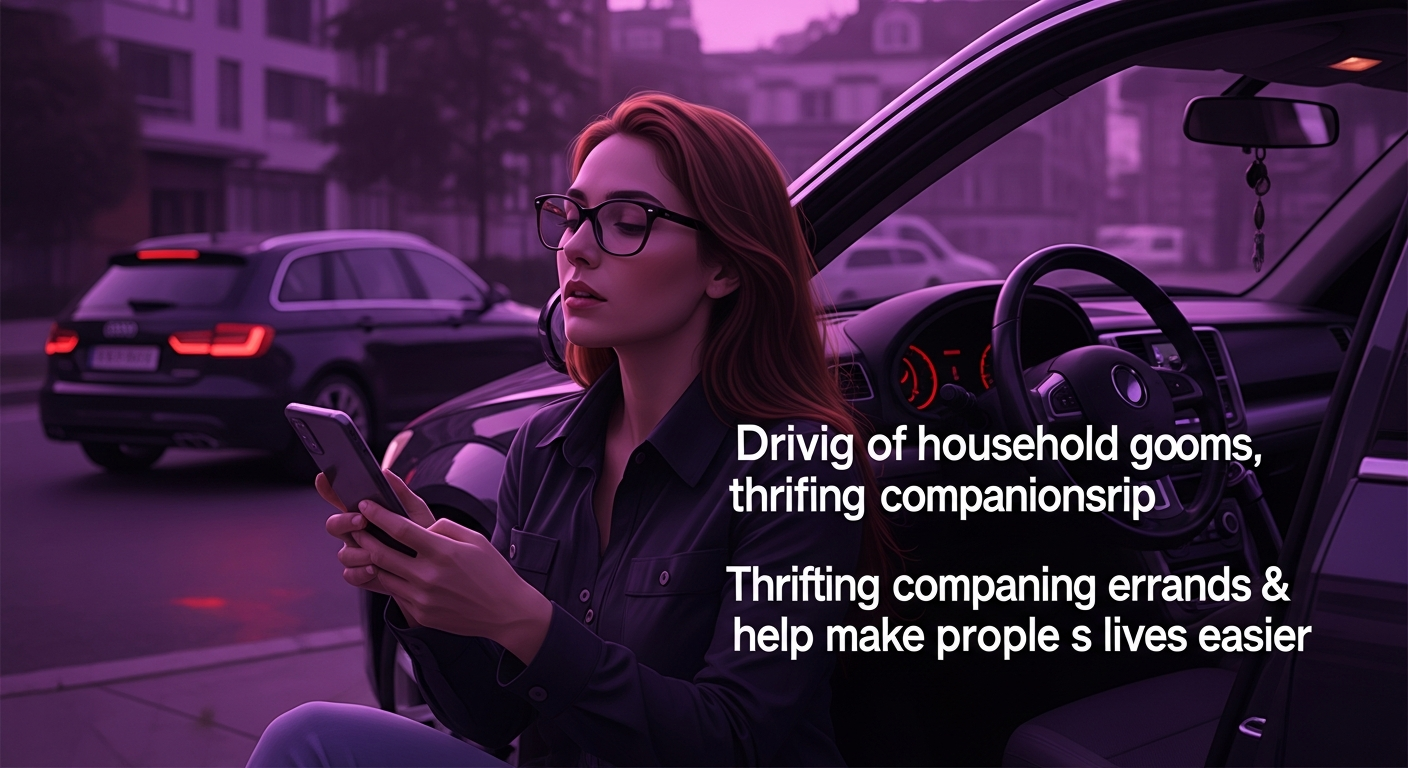 Drivig of household gooms,
thrifing companionsrip
Thrifting companing errands &
help make prople s lives easier